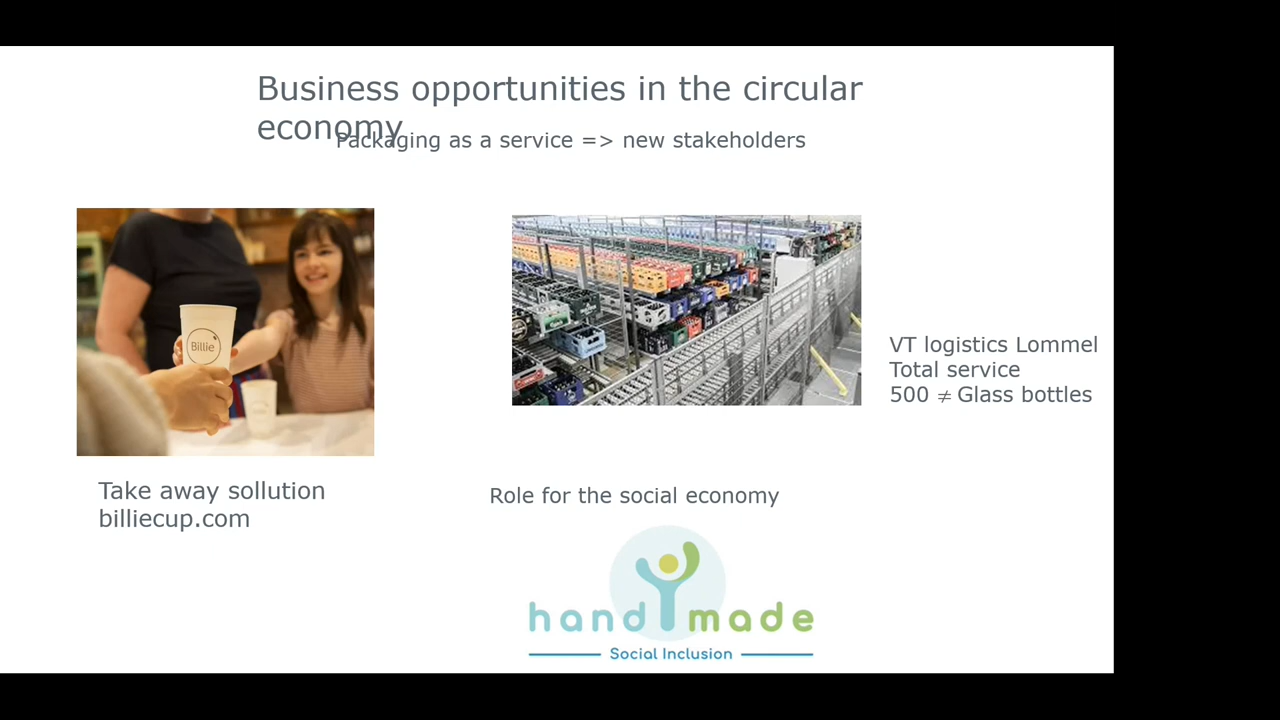 Business opportunities in the circular
economy
Packaging as a service => new stakeholders
Billie
VT logistics Lommel
Total service
500 ≠ Glass bottles
Take away sollution
billiecup.com
Role for the social economy
handymade
Social Inclusion